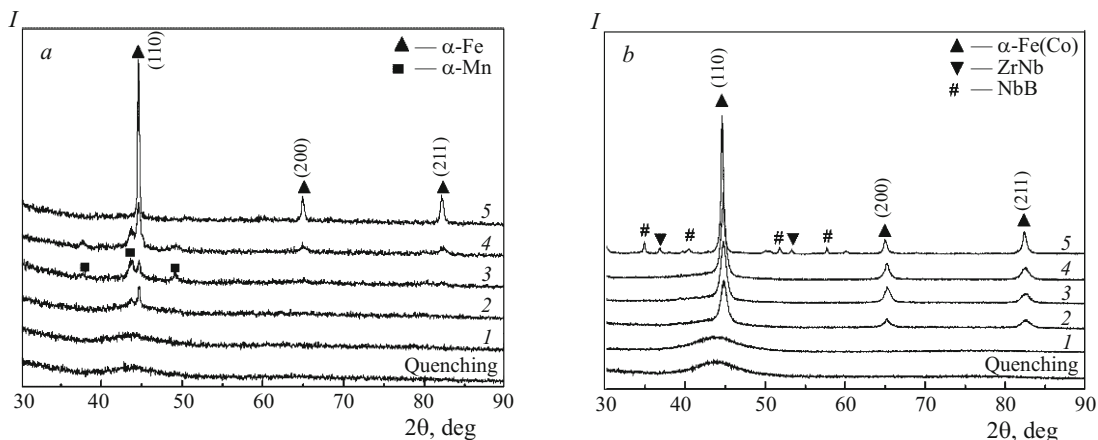 I
a
(110)
▲ — α-Fe
■ — α-Mn
(200)
(211)
5
4
3
2
1
Quenching
30 40 50 60 70 80 90
2θ, deg
I
b
(110)
▲ — α-Fe(Co)
▼ — ZrNb
# — NbB
(200)
(211)
# # # #
5
4
3
2
1
Quenching
30 40 50 60 70 80 90
2θ, deg